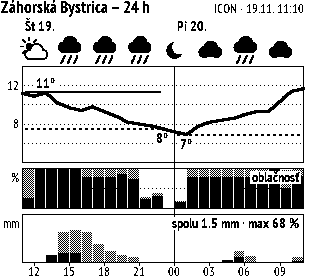 Záhorská Bystrica – 24 h
ICON · 19.11. 11:10
Št 19.
Pi 20.
12
11°
8
8°
7°
%
oblačnosť
mm
spolu 1.5 mm · max 68 %
12 15 18 21 00 03 06 09